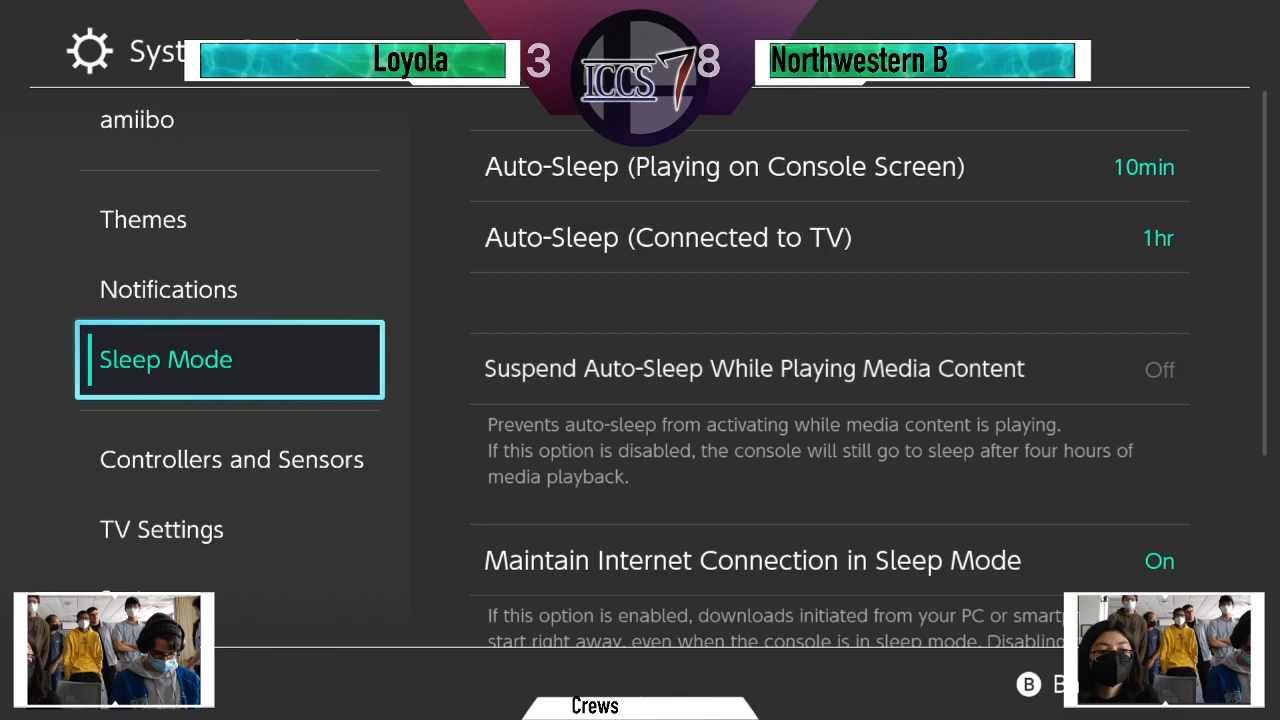 Syst
Loyola
3
ICCS 7
8
Northwestern B
amiibo
Themes
Notifications
Sleep Mode
Controllers and Sensors
TV Settings
Auto-Sleep (Playing on Console Screen) 10min
Auto-Sleep (Connected to TV) 1hr
Suspend Auto-Sleep While Playing Media Content Off
Prevents auto-sleep from activating while media content is playing.
If this option is disabled, the console will still go to sleep after four hours of
media playback.
Maintain Internet Connection in Sleep Mode On
If this option is enabled, downloads initiated from your PC or smart
start right away, even when the console is in sleep mode. Disabling
B
Crews